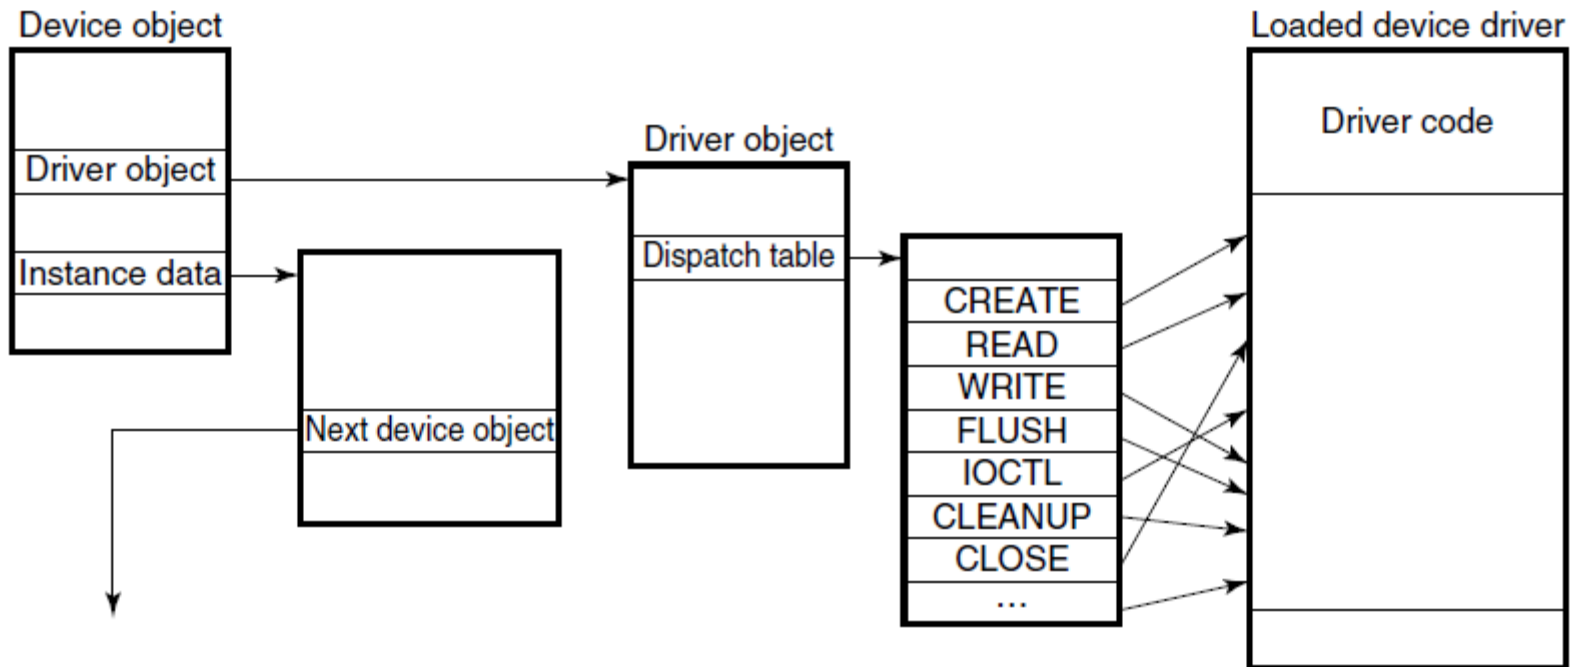 Device object
Driver object
Instance data
Next device object
Driver object
Dispatch table
CREATE
READ
WRITE
FLUSH
IOCTL
CLEANUP
CLOSE
...
Loaded device driver
Driver code